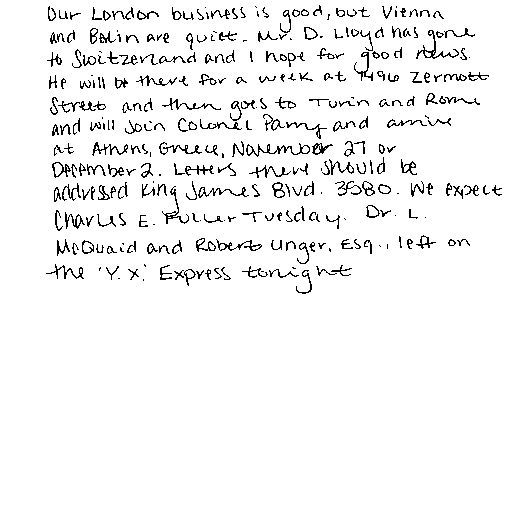 Our London business is good, but Vienna
and Berlin are quiet. Mr. D. Lloyd has gone
to Switzerland and I hope for good news.
He will be there for a week at 1496 Zermott
Street and then goes to Turin and Rome
and will join Colonel Parry and arrive
at Athens, Greece, November 27 or
December 2. Letters there should be
addressed King James Blvd. 3580. We expect
Charles E. Fuller Tuesday. Dr. L.
McQuaid and Robert Unger, Esq., left on
the 'Y.X.' Express tonight